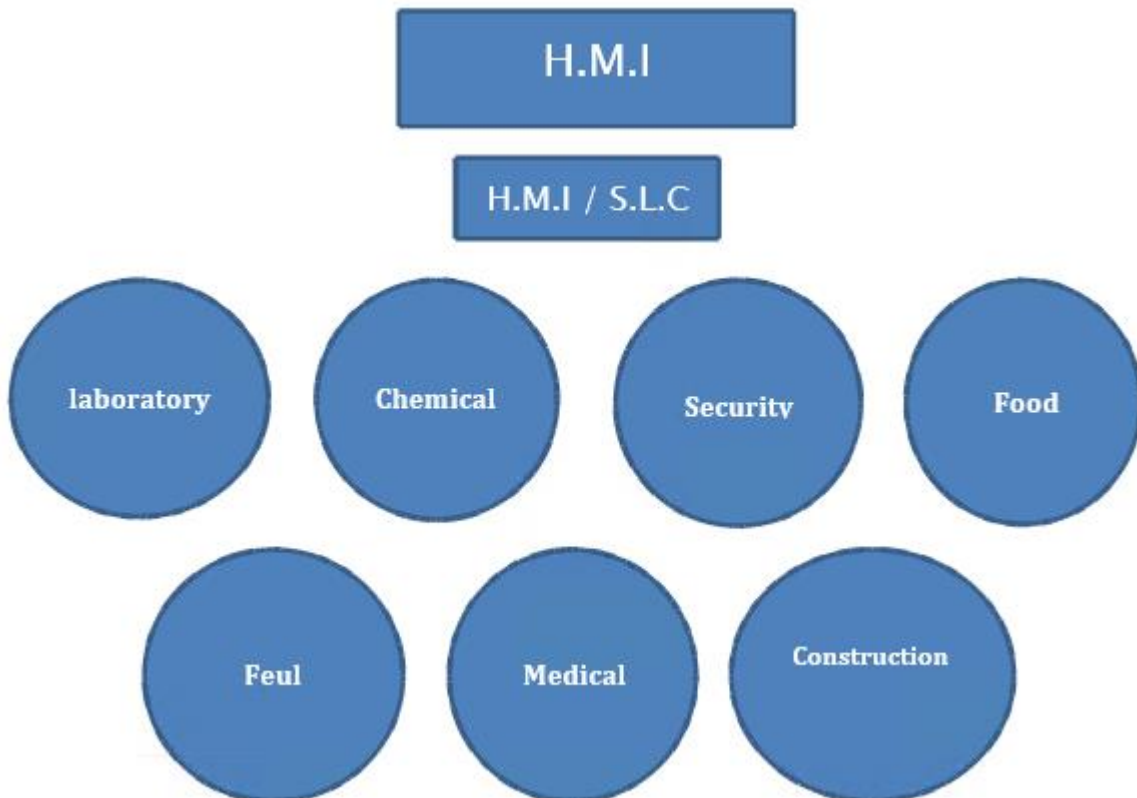 H.M.I
H.M.I / S.L.C
laboratory
Chemical
Security
Food
Feul
Medical
Construction